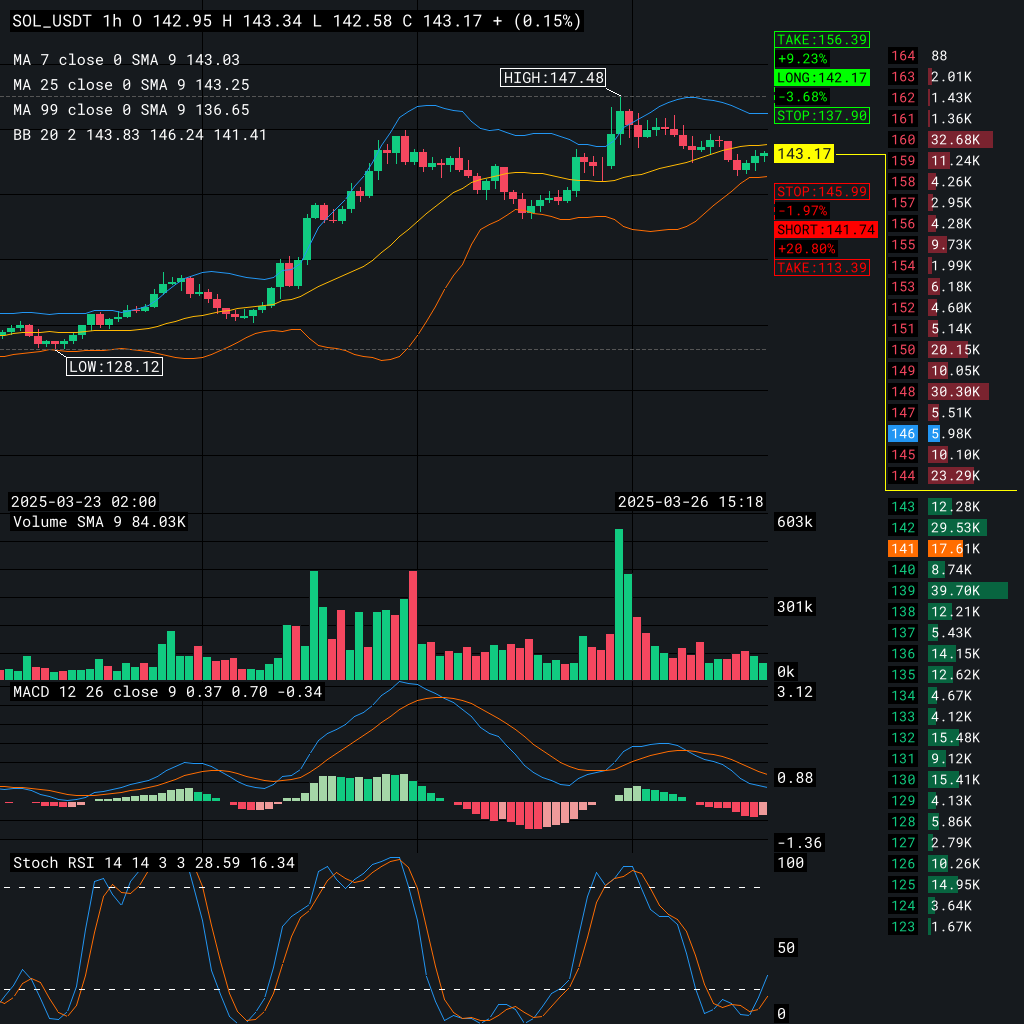 SOL_USDT 1h O 142.95 H 143.34 L 142.58 C 143.17 + (0.15%)
MA 7 close 0 SMA 9 143.03
MA 25 close 0 SMA 9 143.25
MA 99 close 0 SMA 9 136.65
BB 20 2 143.83 146.24 141.41
HIGH:147.48
LOW:128.12
TAKE:156.39
+9.23%
LONG:142.17
-3.68%
STOP:137.90
143.17
STOP:145.99
-1.97%
SHORT:141.74
+20.80%
TAKE:113.39
2025-03-23 02:00
2025-03-26 15:18
Volume SMA 9 84.03K
603k
301k
0k
MACD 12 26 close 9 0.37 0.70 -0.34
3.12
0.88
-1.36
Stoch RSI 14 14 3 3 28.59 16.34
100
50
0
164 88
163 2.01K
162 1.43K
161 1.36K
160 32.68K
159 11.24K
158 4.26K
157 2.95K
156 4.28K
155 9.73K
154 1.99K
153 6.18K
152 4.60K
151 5.14K
150 20.15K
149 10.05K
148 30.30K
147 5.51K
146 5.98K
145 10.10K
144 23.29K
143 12.28K
142 29.53K
141 17.61K
140 8.74K
139 39.70K
138 12.21K
137 5.43K
136 14.15K
135 12.62K
134 4.67K
133 4.12K
132 15.48K
131 9.12K
130 15.41K
129 4.13K
128 5.86K
127 2.79K
126 10.26K
125 14.95K
124 3.64K
123 1.67K